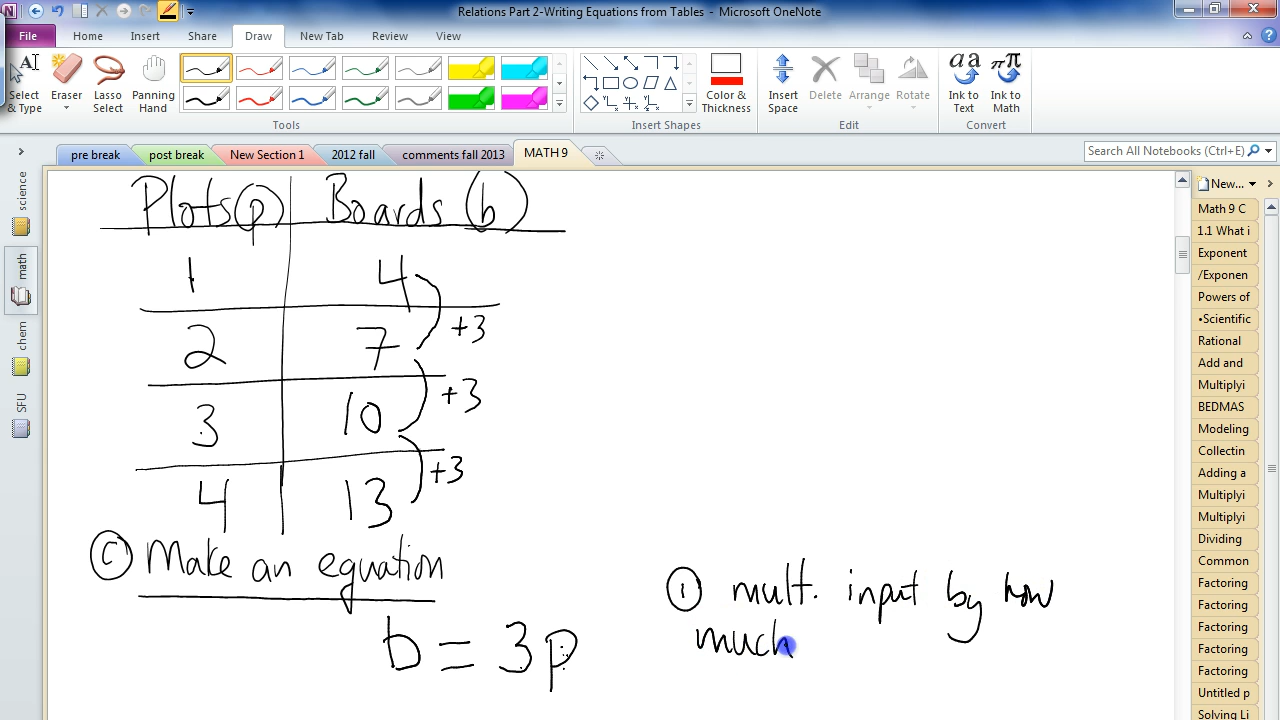 Relations Part 2-Writing Equations from Tables - Microsoft OneNote
File Home Insert Share Draw New Tab Review View
Select & Type
Eraser
Lasso Select
Panning Hand
Color & Thickness
Insert Space
Delete
Arrange
Rotate
Ink to Text
Ink to Math
Tools Insert Shapes Edit Convert
pre break post break New Section 1 2012 fall comments fall 2013 MATH 9
Search All Notebooks (Ctrl+E)
science
math
chem
SFU
Plots (p) Boards (b)
1 4
+3
2 7
+3
3 10
+3
4 13
C Make an equation
b = 3p
1 mult. input by how
much
New...
Math 9 C
1.1 What i
Exponent
/Exponen
Powers of
•Scientific
Rational
Add and
Multiplyi
BEDMAS
Modeling
Collectin
Adding a
Multiplyi
Multiplyi
Dividing
Common
Factoring
Factoring
Factoring
Factoring
Factoring
Untitled p
Solving Li